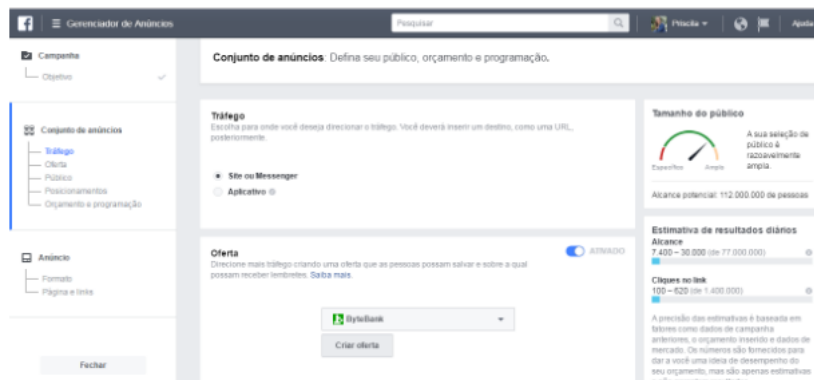 Gerenciador de Anúncios
Pesquisar
Priscila
Ajuda
Campanha
Objetivo
Conjunto de anúncios
Tráfego
Oferta
Público
Posicionamentos
Orçamento e programação
Anúncio
Formato
Página e links
Fechar
Conjunto de anúncios: Defina seu público, orçamento e programação.
Tráfego
Escolha para onde você deseja direcionar o tráfego. Você deverá inserir um destino, como uma URL,
posteriormente.
Site ou Messenger
Aplicativo
Oferta
ATIVADO
Direcione mais tráfego criando uma oferta que as pessoas possam salvar e sobre a qual
possam receber lembretes. Saiba mais.
ByteBank
Criar oferta
Tamanho do público
Específico
Amplo
A sua seleção de
público é
razoavelmente
ampla.
Alcance potencial: 112.000.000 de pessoas
Estimativa de resultados diários
Alcance
7.400 – 30.000 (de 77.000.000)
Cliques no link
100 – 620 (de 1.400.000)
A precisão das estimativas é baseada em
fatores como dados de campanha
anteriores, o orçamento inserido e dados de
mercado. Os números são fornecidos para
dar a você uma ideia de desempenho do
seu orçamento, mas são apenas estimativas